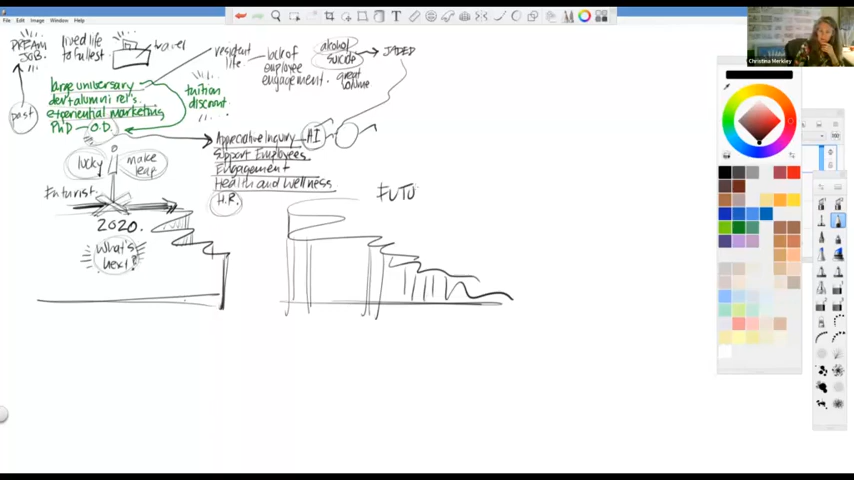 File Edit Image Window
Christina Merkley
DREAM JOB.
lived life to fullest.
travel
resident life
lack of employee engagement.
alcohol
suicide
great volume
JADED
past
large university
dev + alumni rel's.
experiential marketing
PhD - O.D.
tuition discount
Appreciative Inquiry
AI
Support Employees
Engagement
Health and Wellness
H.R.
lucky
make leap
Futurist
2020.
What's next?
FUTU